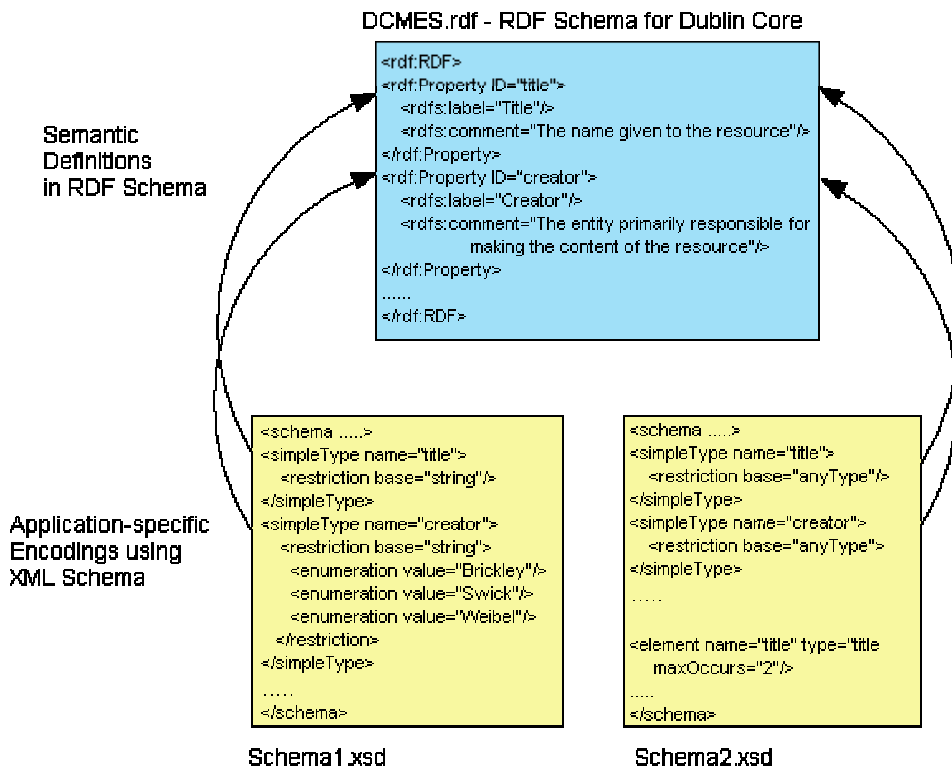 DCMES.rdf - RDF Schema for Dublin Core
<rdf:RDF>
<rdf:Property ID="title">
<rdfs:label="Title"/>
<rdfs:comment="The name given to the resource"/>
</rdf:Property>
<rdf:Property ID="creator">
<rdfs:label="Creator"/>
<rdfs:comment="The entity primarily responsible for
making the content of the resource"/>
</rdf:Property>
......
</rdf:RDF>
Semantic
Definitions
in RDF Schema
Application-specific
Encodings using
XML Schema
<schema .....>
<simpleType name="title">
<restriction base="string"/>
</simpleType>
<simpleType name="creator">
<restriction base="string">
<enumeration value="Brickley"/>
<enumeration value="Swick"/>
<enumeration value="Weibel"/>
</restriction>
</simpleType>
.....
</schema>
Schema1.xsd
<schema .....>
<simpleType name="title">
<restriction base="anyType"/>
</simpleType>
<simpleType name="creator">
<restriction base="anyType">
</simpleType>
.....
<element name="title" type="title
maxOccurs="2"/>
.....
</schema>
Schema2.xsd